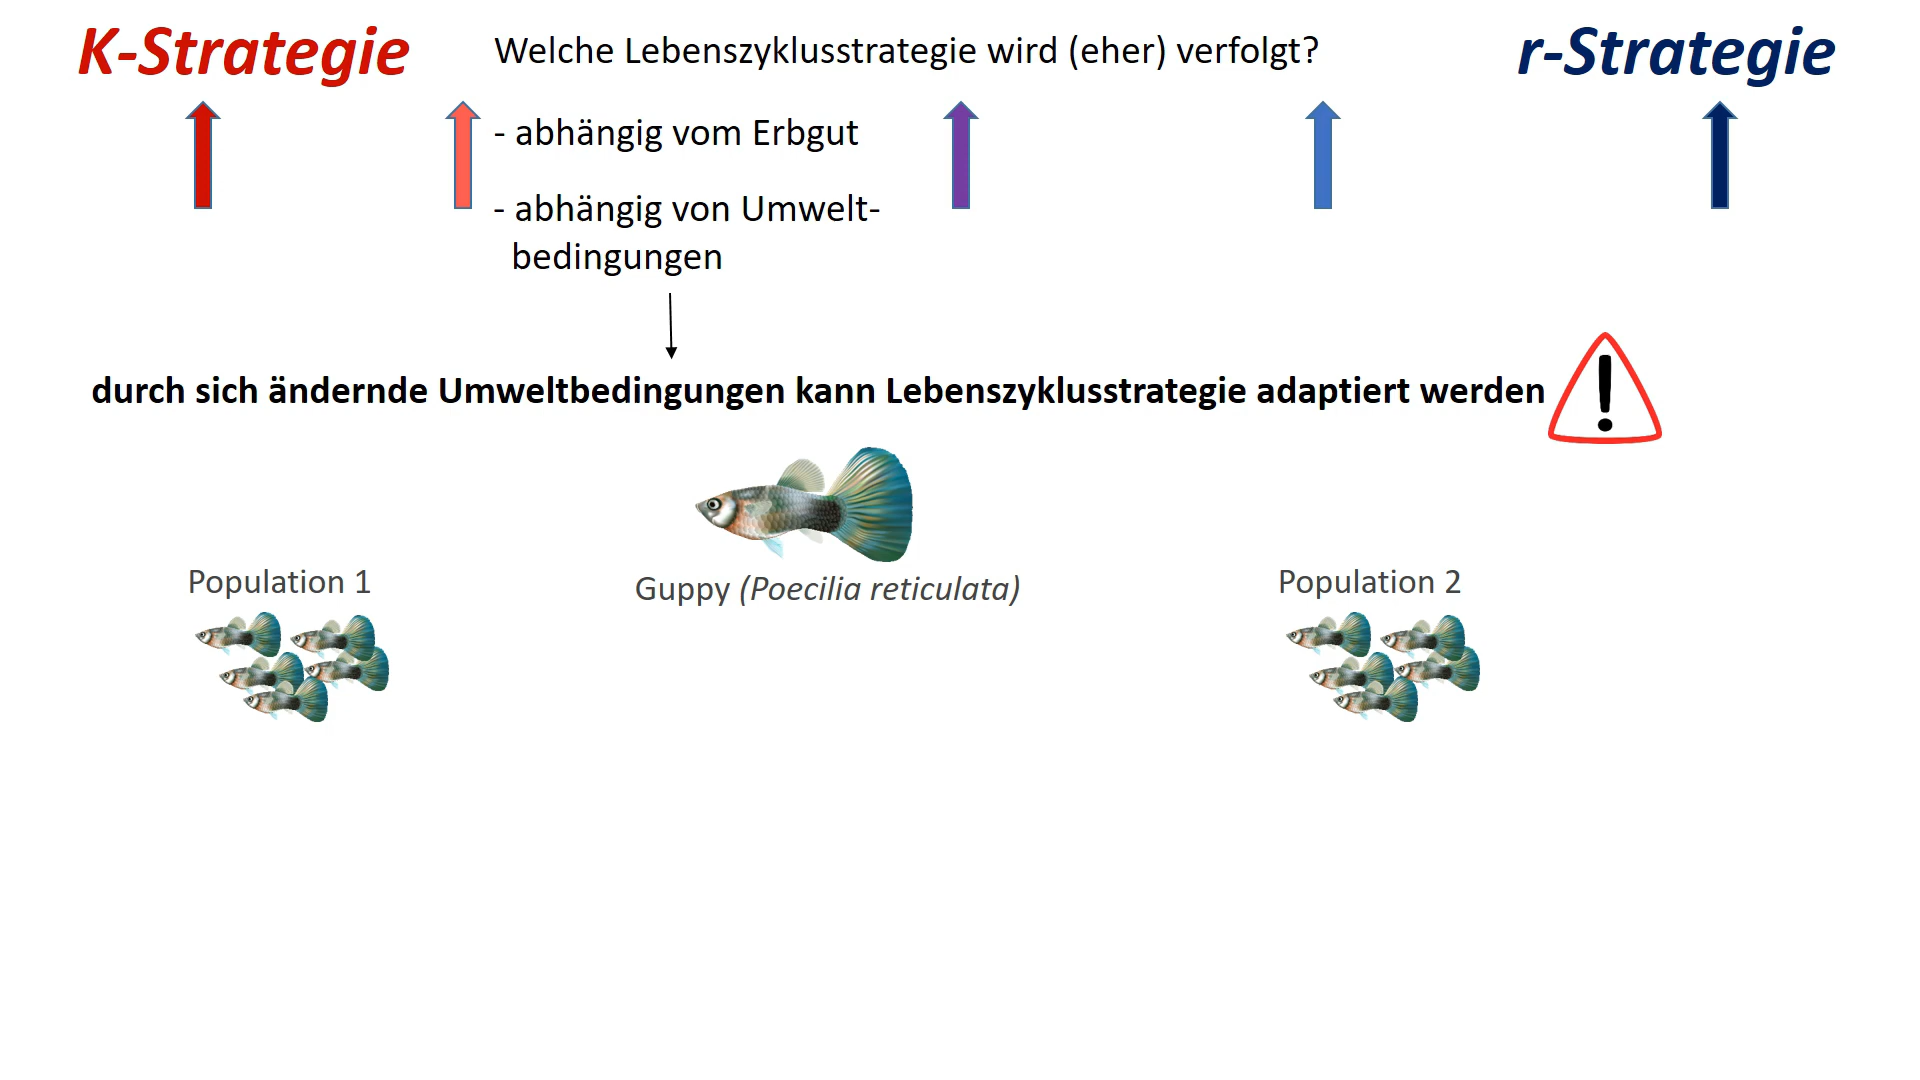 K-Strategie
Welche Lebenszyklusstrategie wird (eher) verfolgt?
r-Strategie
- abhängig vom Erbgut
- abhängig von Umwelt-
bedingungen
durch sich ändernde Umweltbedingungen kann Lebenszyklusstrategie adaptiert werden
!
Population 1
Guppy (Poecilia reticulata)
Population 2